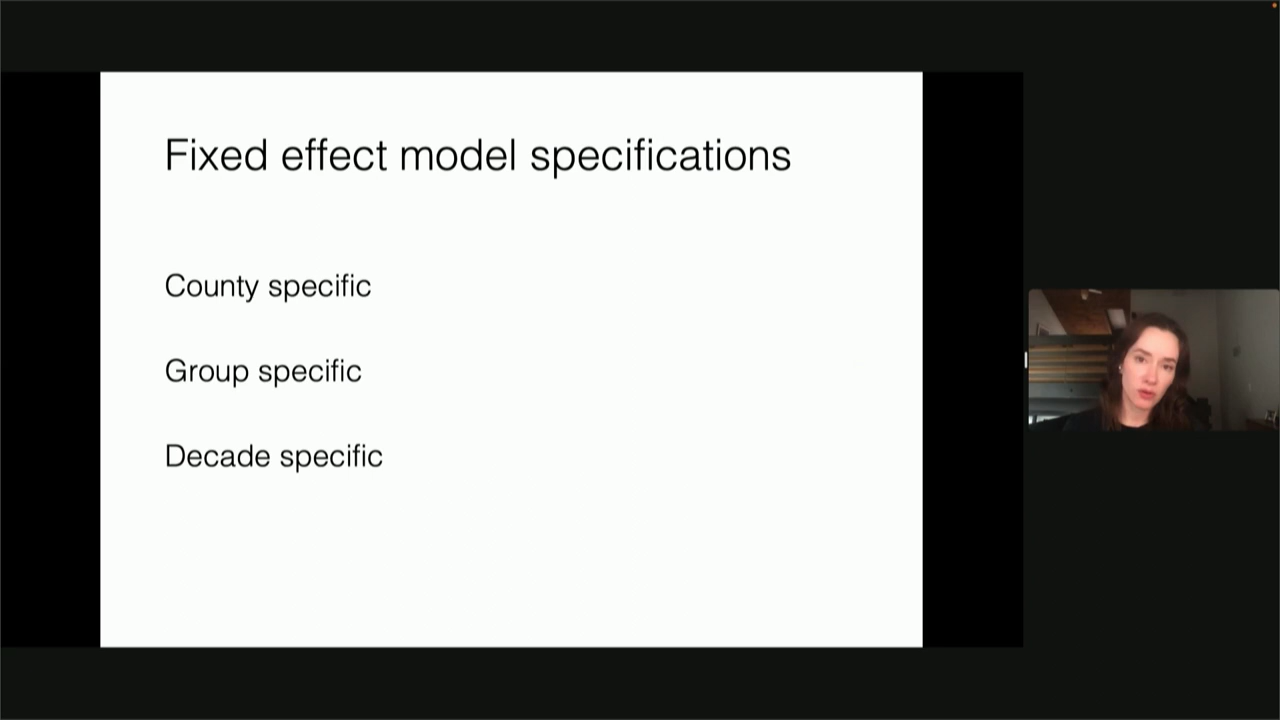 Fixed effect model specifications
County specific
Group specific
Decade specific